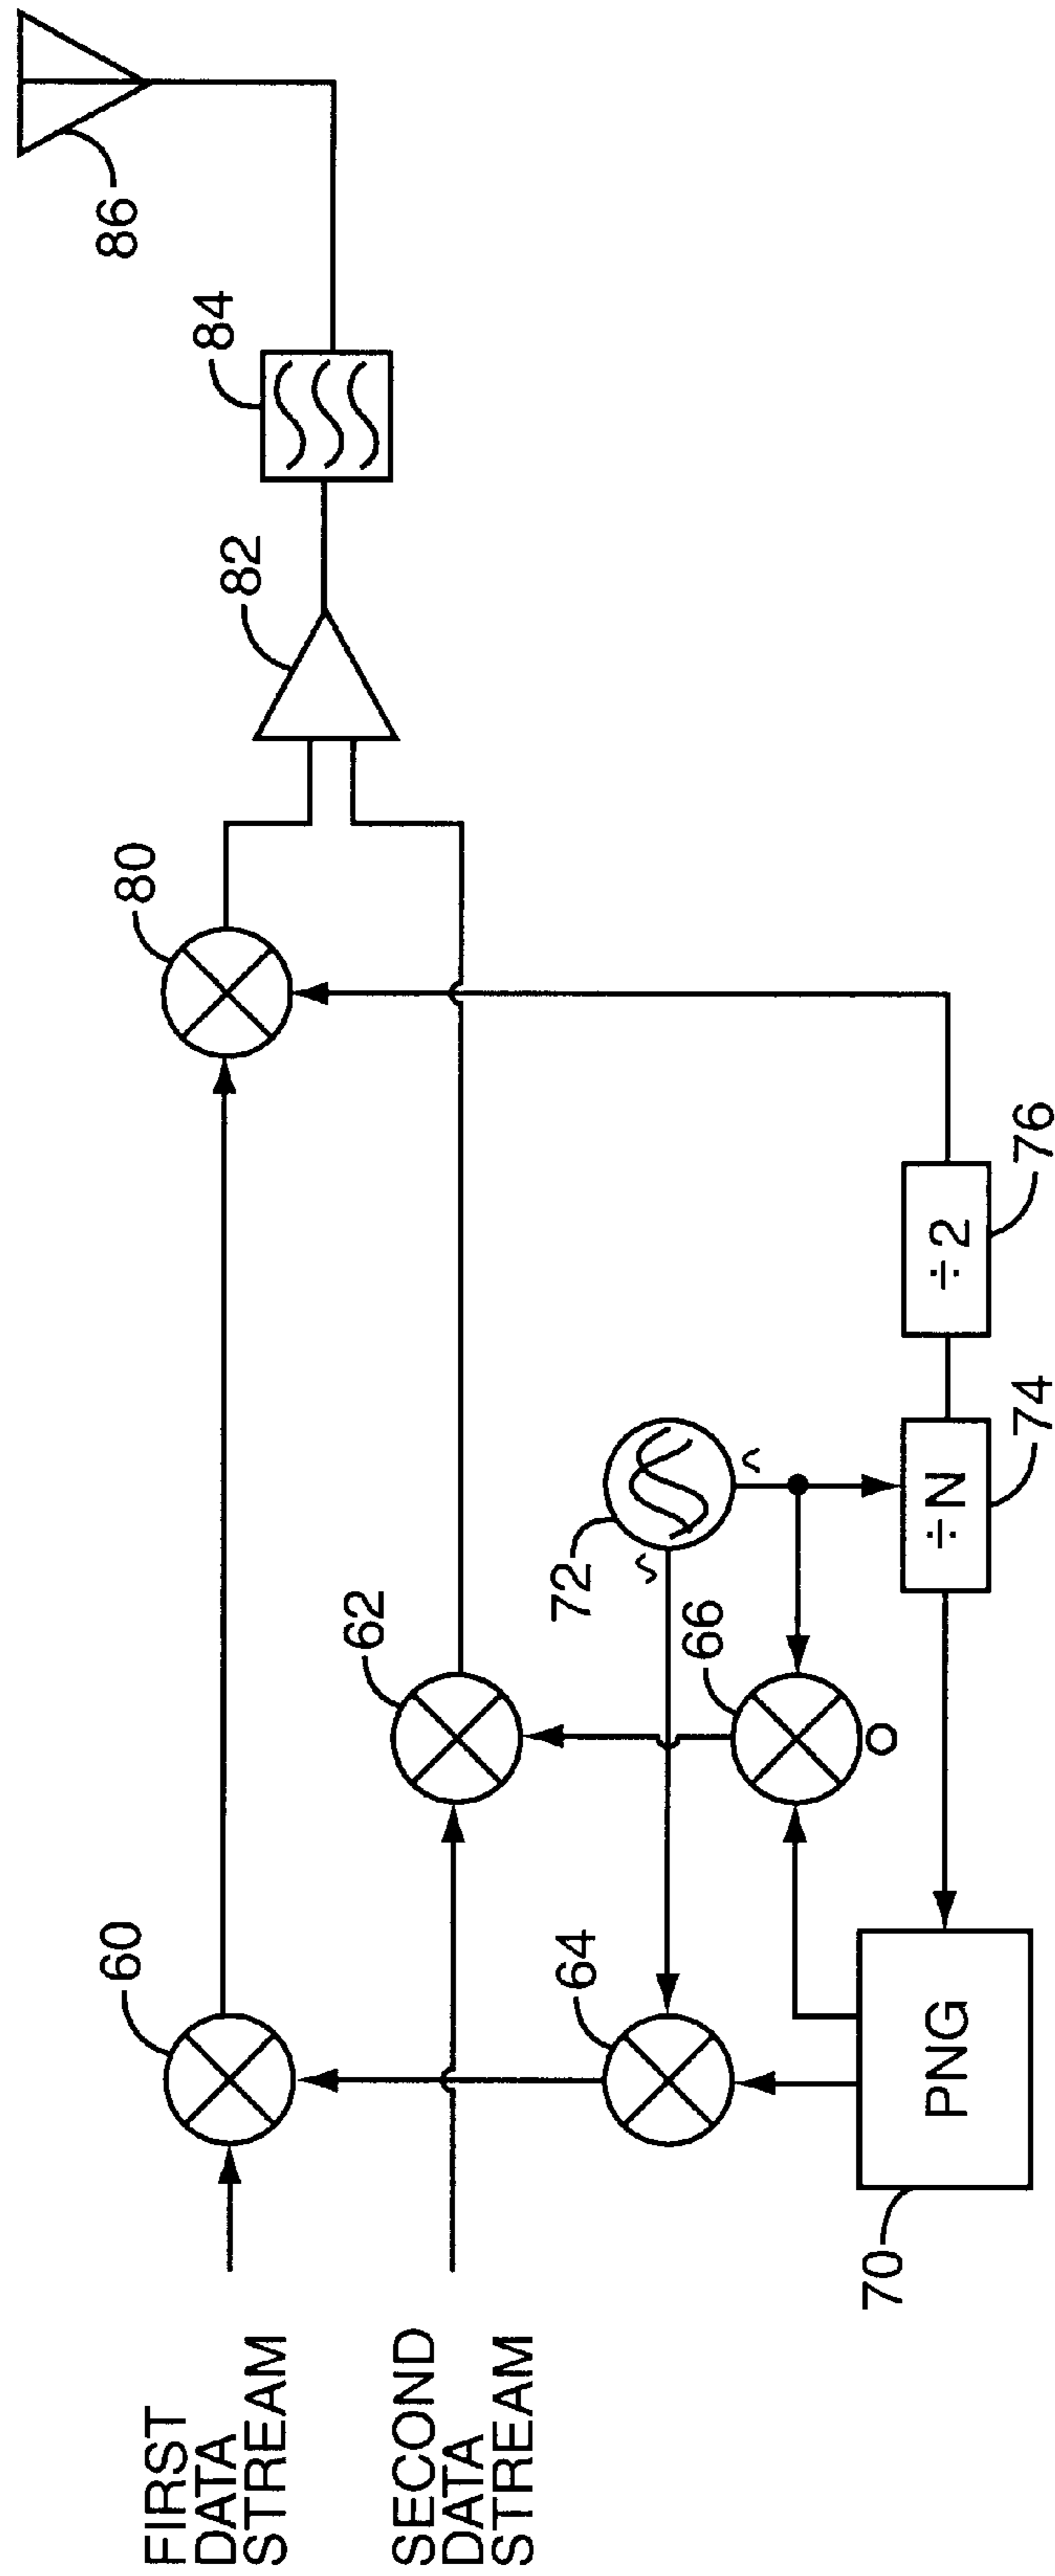 FIRST
DATA
STREAM
SECOND
DATA
STREAM
60
62
64
66
70
PNG
72
÷N
74
÷2
76
80
82
84
86